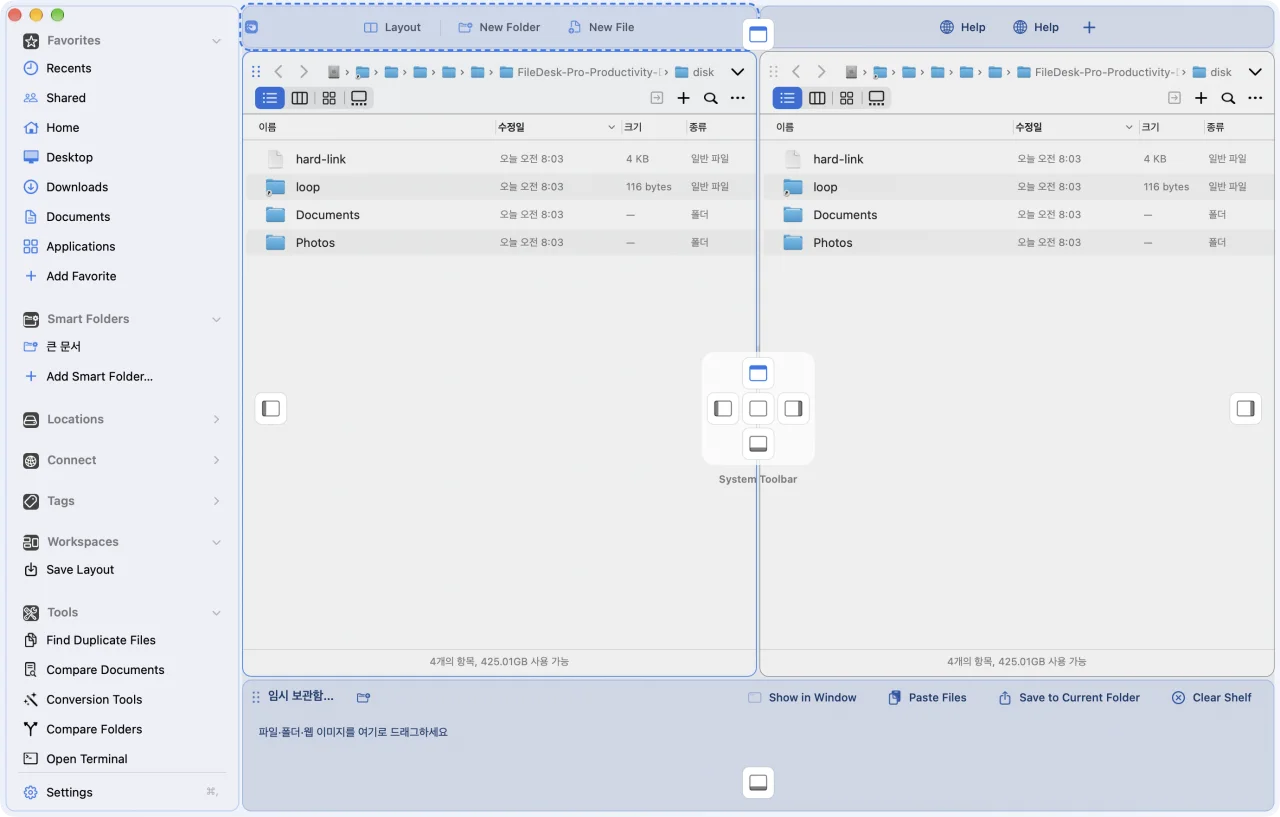 Favorites
Recents
Shared
Home
Desktop
Downloads
Documents
Applications
Add Favorite
Smart Folders
큰 문서
Add Smart Folder...
Locations
Connect
Tags
Workspaces
Save Layout
Tools
Find Duplicate Files
Compare Documents
Conversion Tools
Compare Folders
Open Terminal
Settings ⌘,
Layout New Folder New File
Help Help
FileDesk-Pro-Productivity- disk
이름 수정일 크기 종류
hard-link 오늘 오전 8:03 4 KB 일반 파일
loop 오늘 오전 8:03 116 bytes 일반 파일
Documents 오늘 오전 8:03 — 폴더
Photos 오늘 오전 8:03 — 폴더
4개의 항목, 425.01GB 사용 가능
FileDesk-Pro-Productivity- disk
이름 수정일 크기 종류
hard-link 오늘 오전 8:03 4 KB 일반 파일
loop 오늘 오전 8:03 116 bytes 일반 파일
Documents 오늘 오전 8:03 — 폴더
Photos 오늘 오전 8:03 — 폴더
4개의 항목, 425.01GB 사용 가능
System Toolbar
임시 보관함... Show in Window Paste Files Save to Current Folder Clear Shelf
파일·폴더·웹 이미지를 여기로 드래그하세요